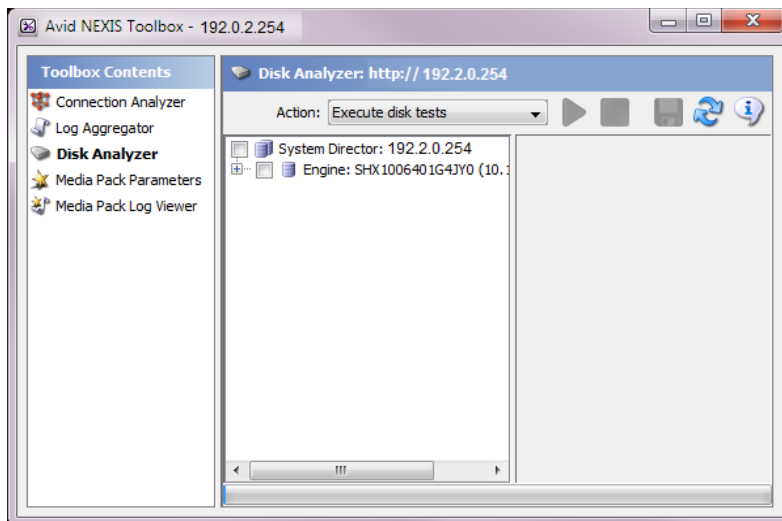 Avid NEXIS Toolbox - 192.0.2.254
Toolbox Contents
Connection Analyzer
Log Aggregator
Disk Analyzer
Media Pack Parameters
Media Pack Log Viewer
Disk Analyzer: http:// 192.2.0.254
Action: Execute disk tests
System Director: 192.2.0.254
Engine: SHX1006401G4JY0 (10.1